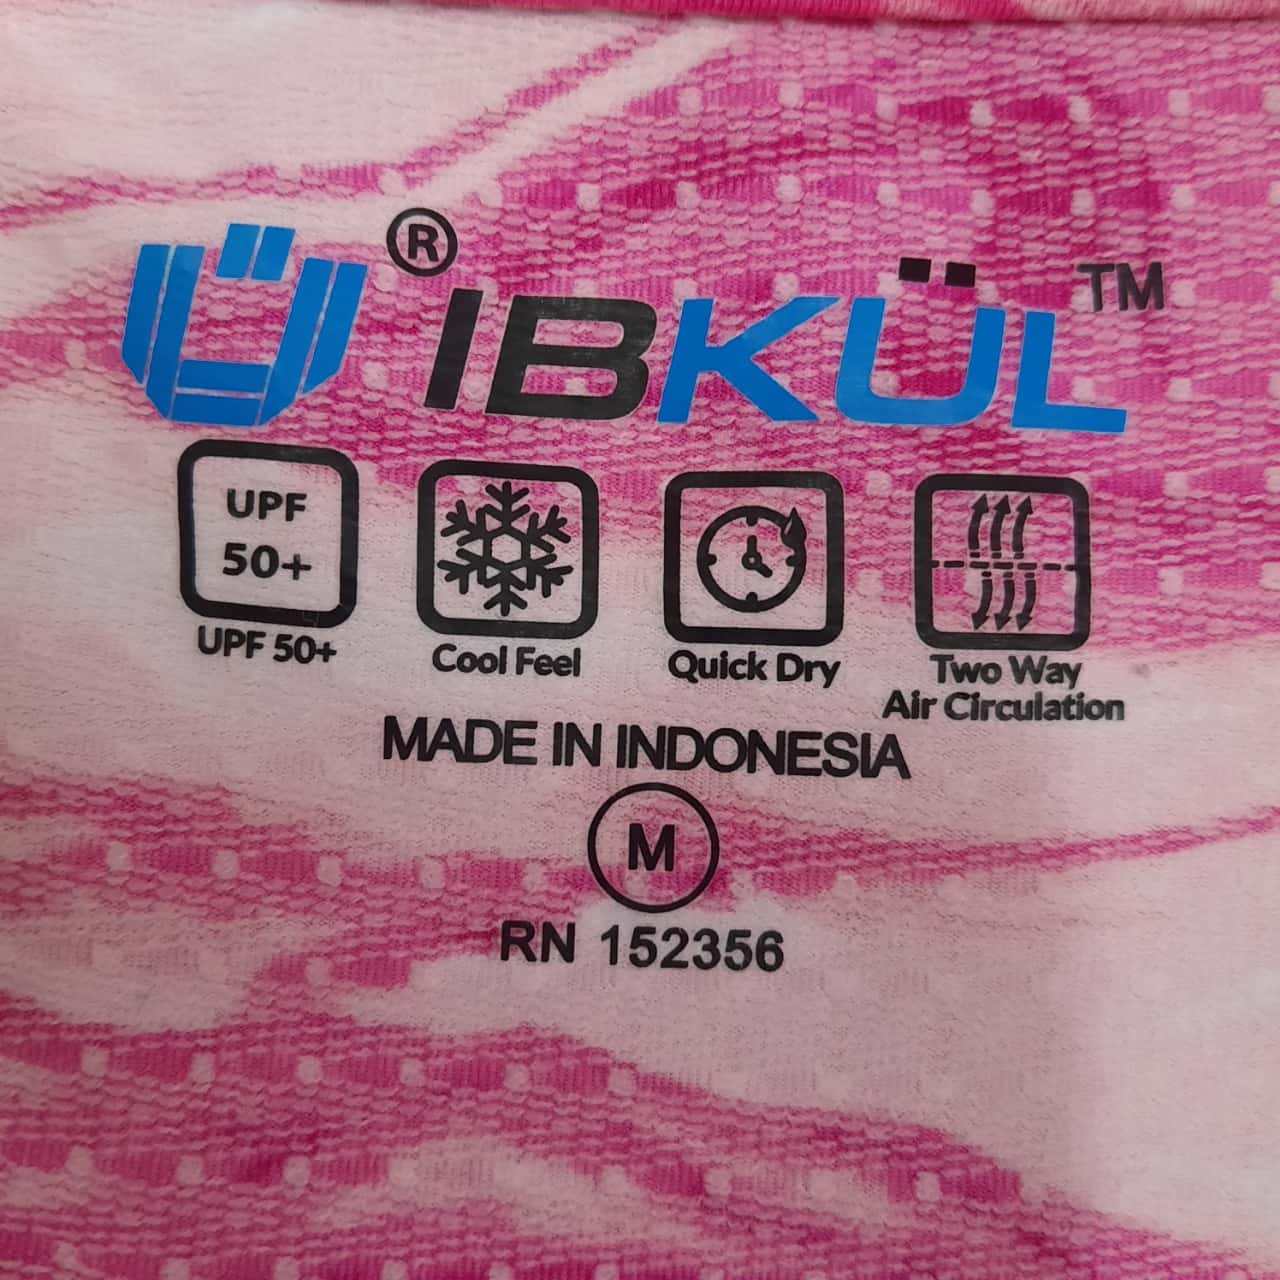 ® IBKÜL™
UPF
50+
UPF 50+
Cool Feel
Quick Dry
Two Way
Air Circulation
MADE IN INDONESIA
M
RN 152356